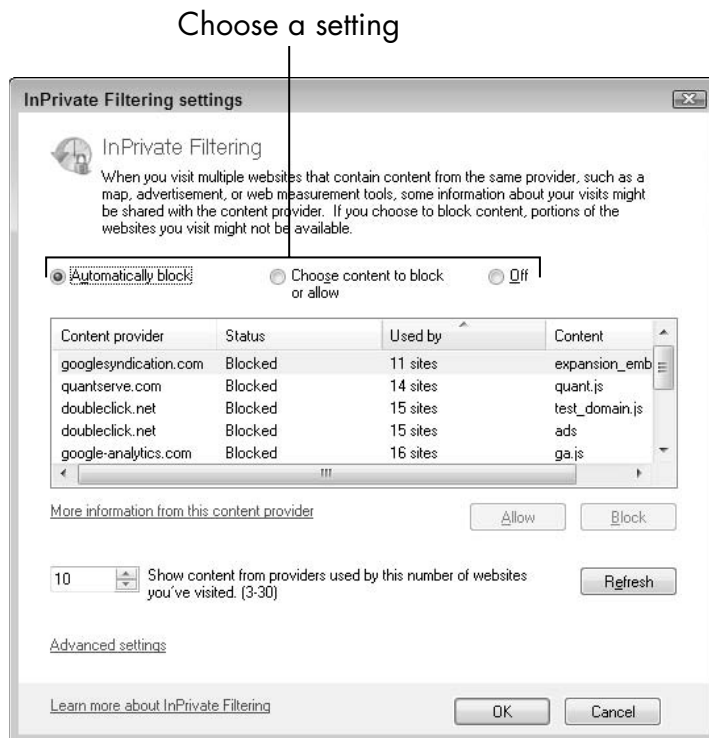 Choose a setting
InPrivate Filtering settings
InPrivate Filtering
When you visit multiple websites that contain content from the same provider, such as a
map, advertisement, or web measurement tools, some information about your visits might
be shared with the content provider. If you choose to block content, portions of the
websites you visit might not be available.
Automatically block Choose content to block Off
or allow
Content provider Status Used by Content
googlesyndication.com Blocked 11 sites expansion_emb
quantserve.com Blocked 14 sites quant.js
doubleclick.net Blocked 15 sites test_domain.js
doubleclick.net Blocked 15 sites ads
google-analytics.com Blocked 16 sites ga.js
More information from this content provider Allow Block
10 Show content from providers used by this number of websites Refresh
you've visited. (3-30)
Advanced settings
Learn more about InPrivate Filtering OK Cancel